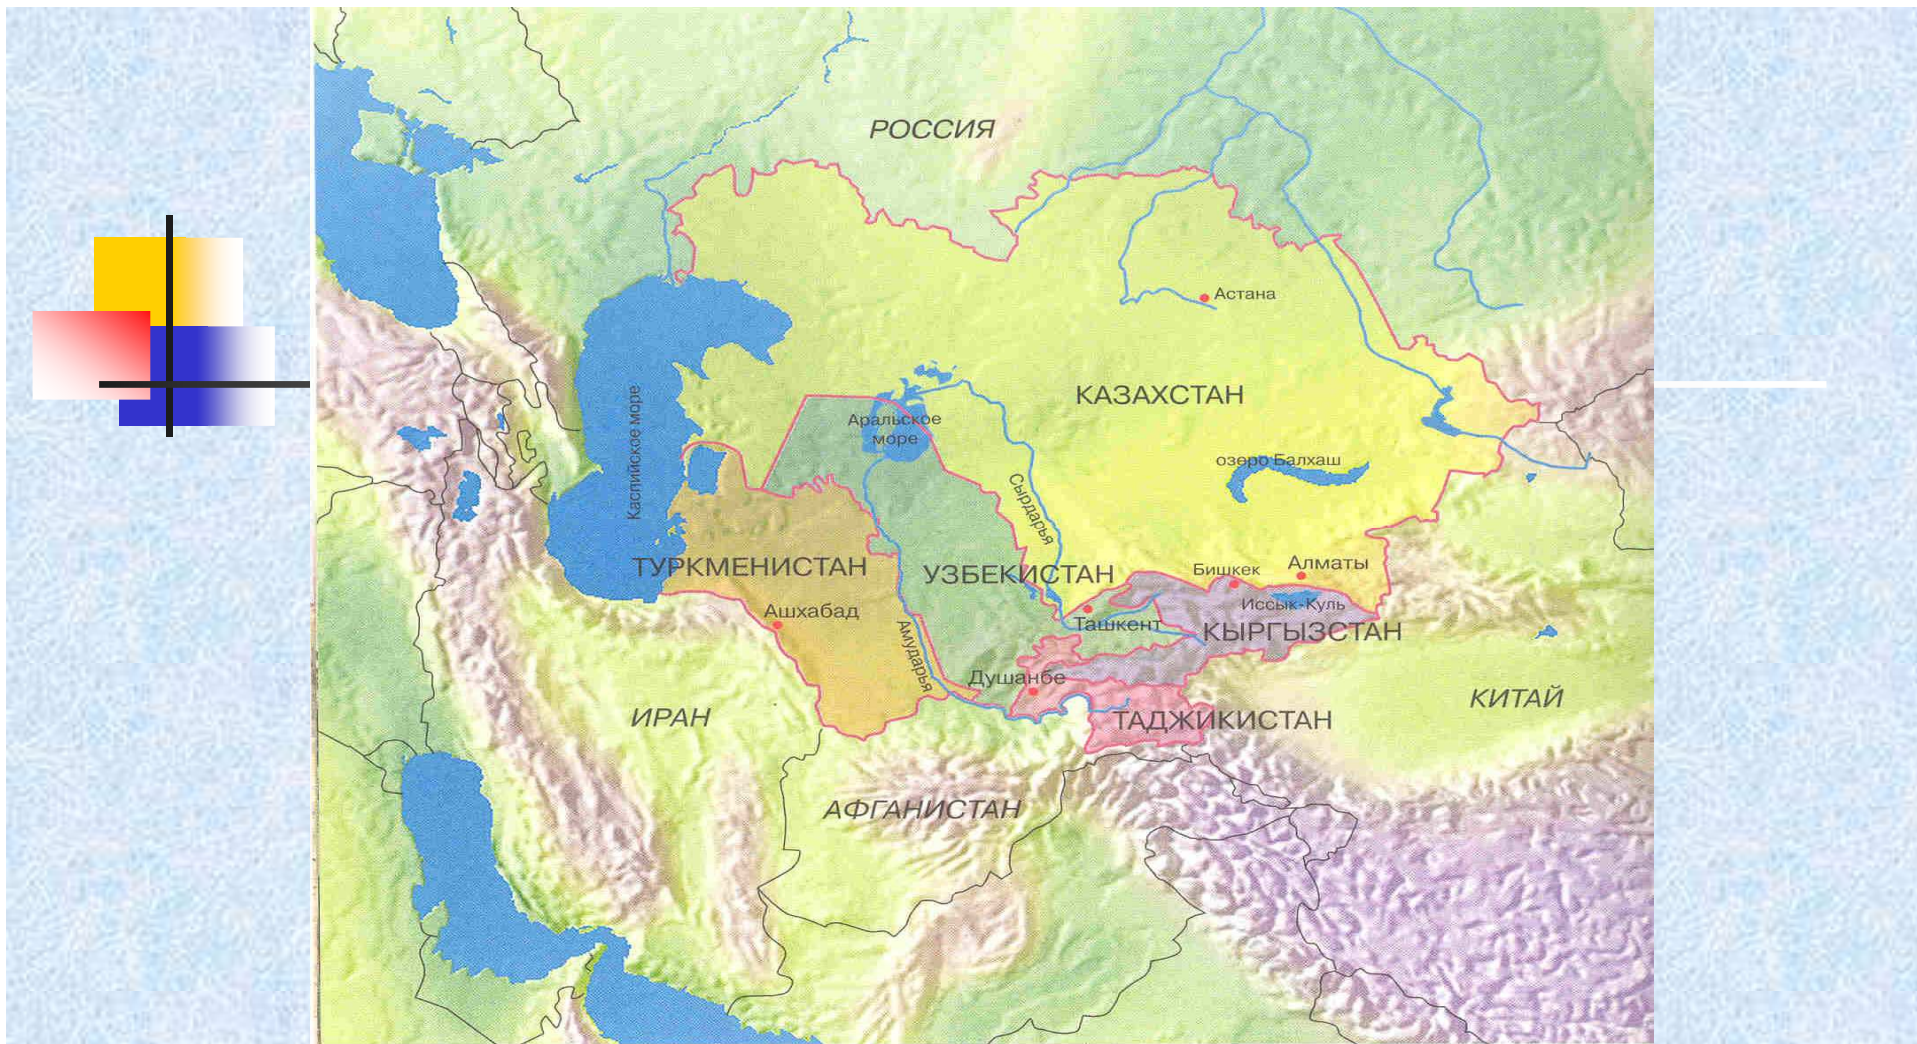 РОССИЯ
Астана
КАЗАХСТАН
Аральское
море
Каспийское море
озеро Балхаш
Сырдарья
ТУРКМЕНИСТАН
УЗБЕКИСТАН
Бишкек
Алматы
Иссык-Куль
Ашхабад
Ташкент
КЫРГЫЗСТАН
Амударья
Душанбе
КИТАЙ
ИРАН
ТАДЖИКИСТАН
АФГАНИСТАН